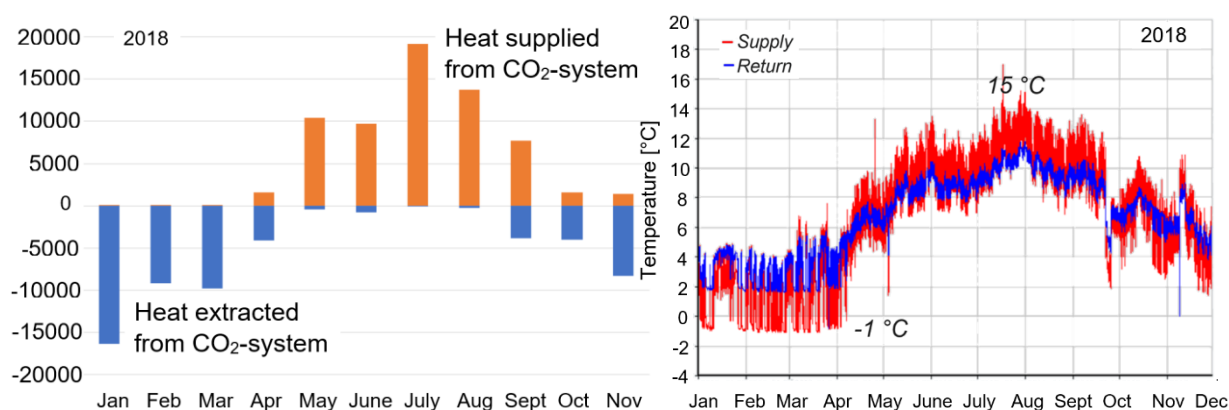 20000
15000
10000
5000
0
-5000
-10000
-15000
-20000
2018
Heat supplied
from CO₂-system
Heat extracted
from CO₂-system
Jan Feb Mar Apr May June July Aug Sept Oct Nov
Temperature [°C]
20
18
16
14
12
10
8
6
4
2
0
-2
-4
Supply
Return
2018
15 °C
-1 °C
Jan Feb Mar Apr May June July Aug Sept Oct Nov Dec